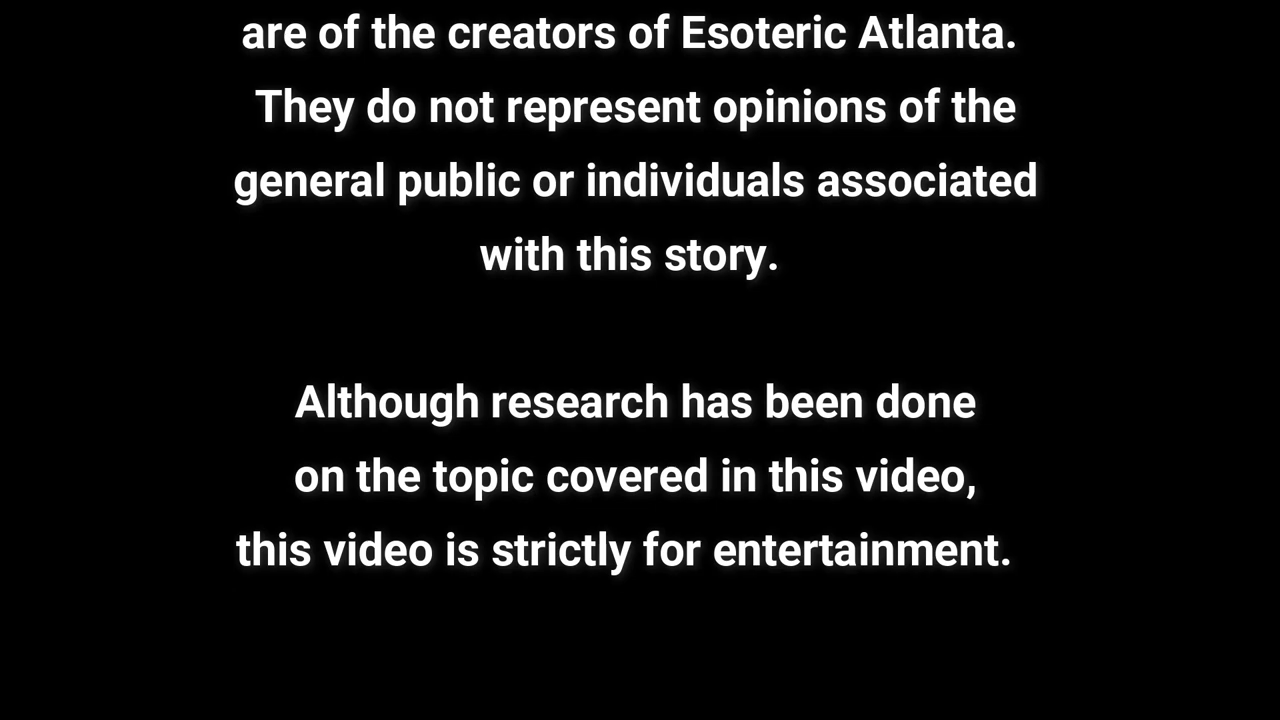 are of the creators of Esoteric Atlanta.
They do not represent opinions of the
general public or individuals associated
with this story.
Although research has been done
on the topic covered in this video,
this video is strictly for entertainment.